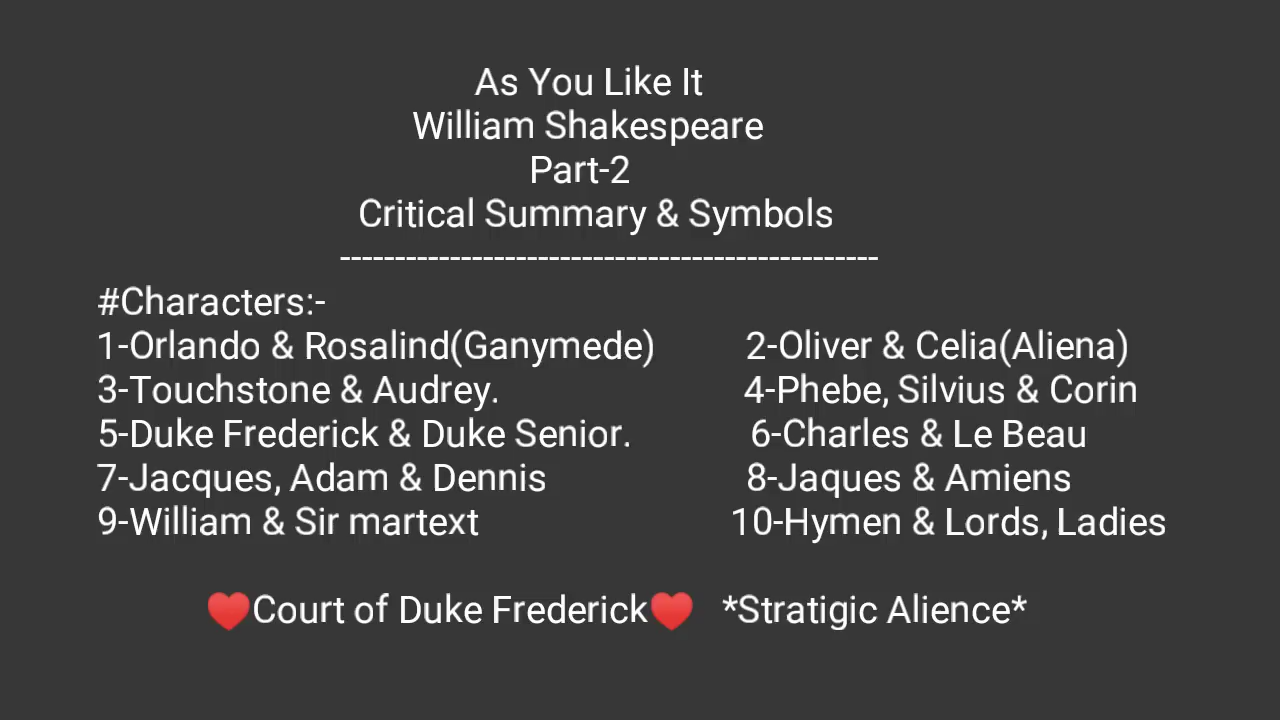 As You Like It
William Shakespeare
Part-2
Critical Summary & Symbols
-------------------------------------------------
#Characters:-
1-Orlando & Rosalind(Ganymede) 2-Oliver & Celia(Aliena)
3-Touchstone & Audrey. 4-Phebe, Silvius & Corin
5-Duke Frederick & Duke Senior. 6-Charles & Le Beau
7-Jacques, Adam & Dennis 8-Jaques & Amiens
9-William & Sir martext 10-Hymen & Lords, Ladies
❤️Court of Duke Frederick❤️ *Stratigic Alience*